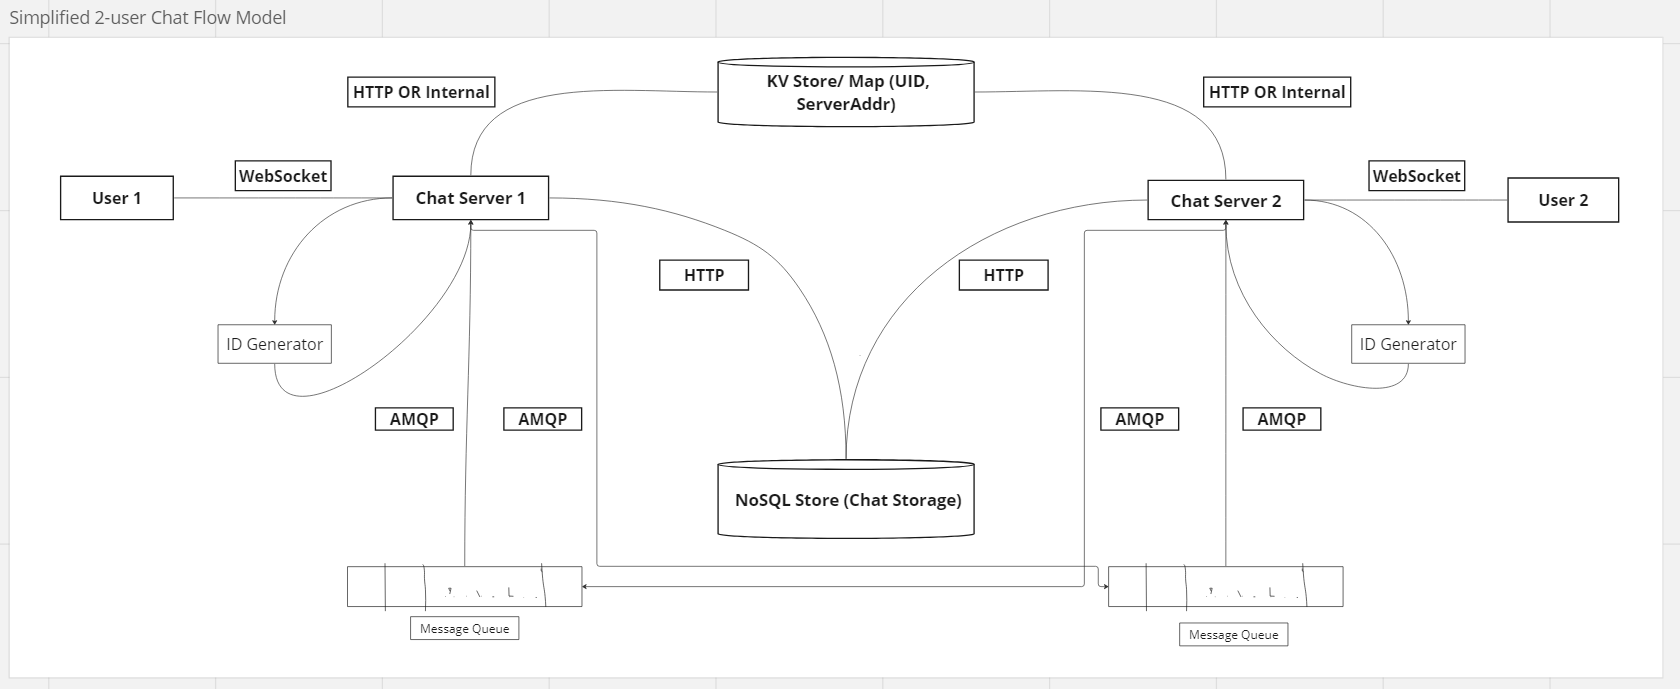 Simplified 2-user Chat Flow Model
KV Store/ Map (UID,
ServerAddr)
HTTP OR Internal
HTTP OR Internal
WebSocket
WebSocket
User 1
Chat Server 1
Chat Server 2
User 2
HTTP
HTTP
ID Generator
ID Generator
AMQP
AMQP
AMQP
AMQP
NoSQL Store (Chat Storage)
Message Queue
Message Queue